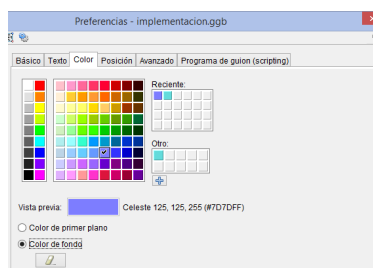 Preferencias - implementacion.ggb
Básico Texto Color Posición Avanzado Programa de guion (scripting)
Reciente:
Otro:
Vista previa: Celeste 125, 125, 255 (#7D7DFF)
Color de primer plano
Color de fondo